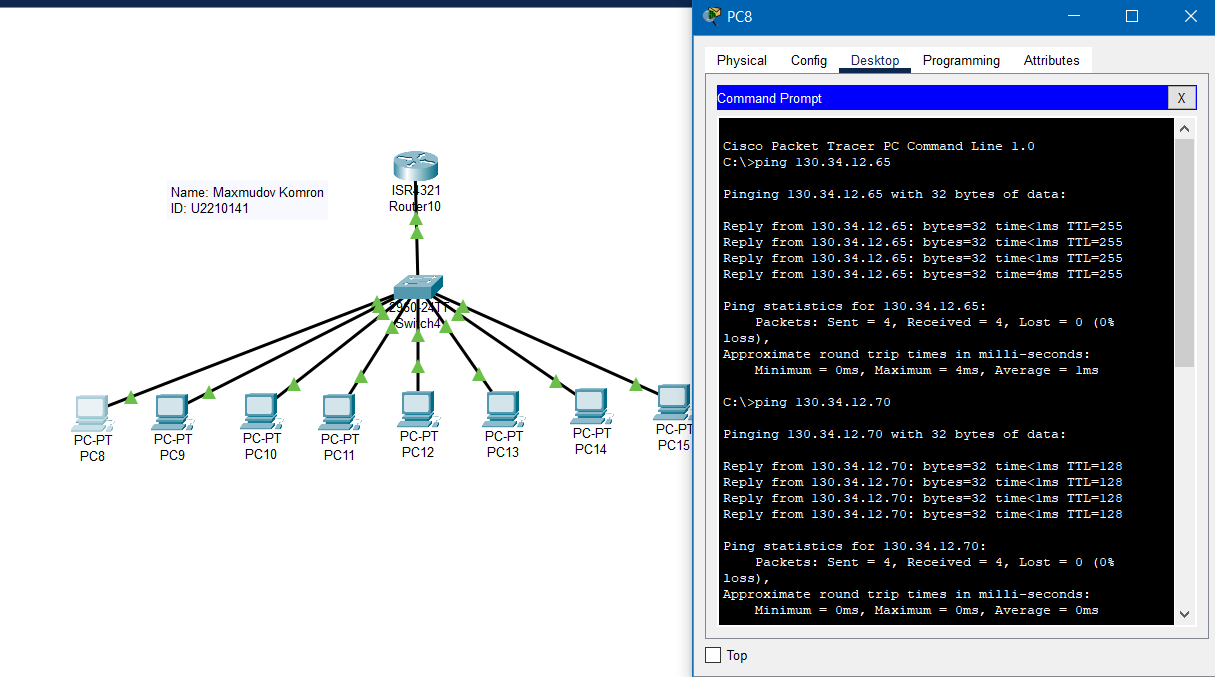 Name: Maxmudov Komron
ID: U2210141
ISR4321
Router10
2950-24TT
Switch4
PC-PT
PC8
PC-PT
PC9
PC-PT
PC10
PC-PT
PC11
PC-PT
PC12
PC-PT
PC13
PC-PT
PC14
PC-PT
PC15
PC8
Physical Config Desktop Programming Attributes
Command Prompt X
Cisco Packet Tracer PC Command Line 1.0
C:\>ping 130.34.12.65
Pinging 130.34.12.65 with 32 bytes of data:
Reply from 130.34.12.65: bytes=32 time<1ms TTL=255
Reply from 130.34.12.65: bytes=32 time<1ms TTL=255
Reply from 130.34.12.65: bytes=32 time<1ms TTL=255
Reply from 130.34.12.65: bytes=32 time=4ms TTL=255
Ping statistics for 130.34.12.65:
Packets: Sent = 4, Received = 4, Lost = 0 (0%
loss),
Approximate round trip times in milli-seconds:
Minimum = 0ms, Maximum = 4ms, Average = 1ms
C:\>ping 130.34.12.70
Pinging 130.34.12.70 with 32 bytes of data:
Reply from 130.34.12.70: bytes=32 time<1ms TTL=128
Reply from 130.34.12.70: bytes=32 time<1ms TTL=128
Reply from 130.34.12.70: bytes=32 time<1ms TTL=128
Reply from 130.34.12.70: bytes=32 time<1ms TTL=128
Ping statistics for 130.34.12.70:
Packets: Sent = 4, Received = 4, Lost = 0 (0%
loss),
Approximate round trip times in milli-seconds:
Minimum = 0ms, Maximum = 0ms, Average = 0ms
Top